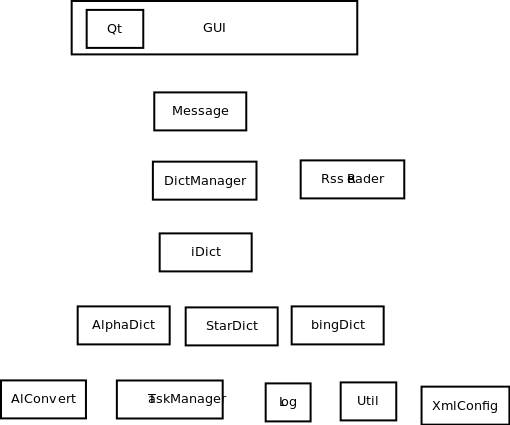 Qt
GUI
Message
DictManager
Rss Reader
iDict
AlphaDict
StarDict
bingDict
AIConvert
TaskManager
Log
Util
XmlConfig